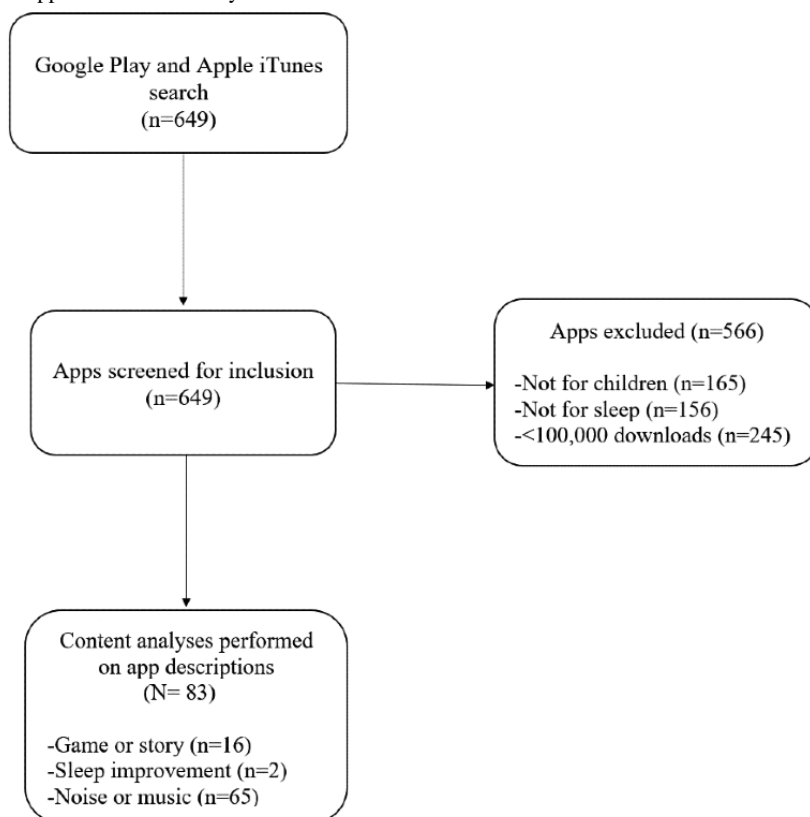 Google Play and Apple iTunes
search
(n=649)
Apps screened for inclusion
(n=649)
Apps excluded (n=566)
-Not for children (n=165)
-Not for sleep (n=156)
-<100,000 downloads (n=245)
Content analyses performed
on app descriptions
(N= 83)
-Game or story (n=16)
-Sleep improvement (n=2)
-Noise or music (n=65)